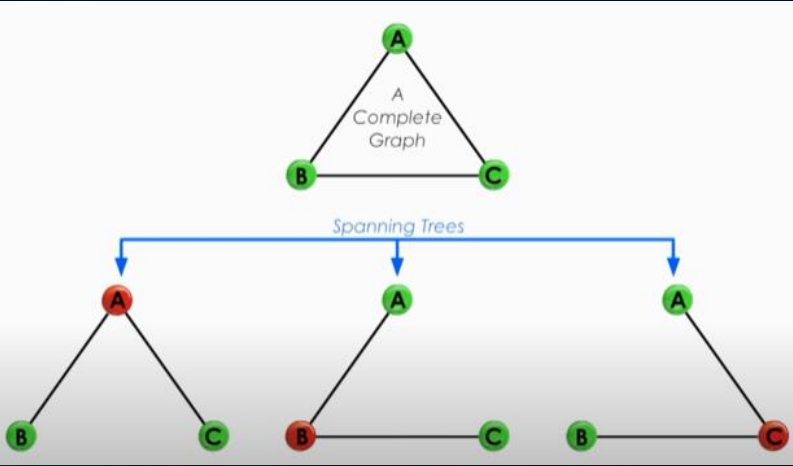 A
A
Complete
Graph
B C
Spanning Trees
A A A
B C B C B C